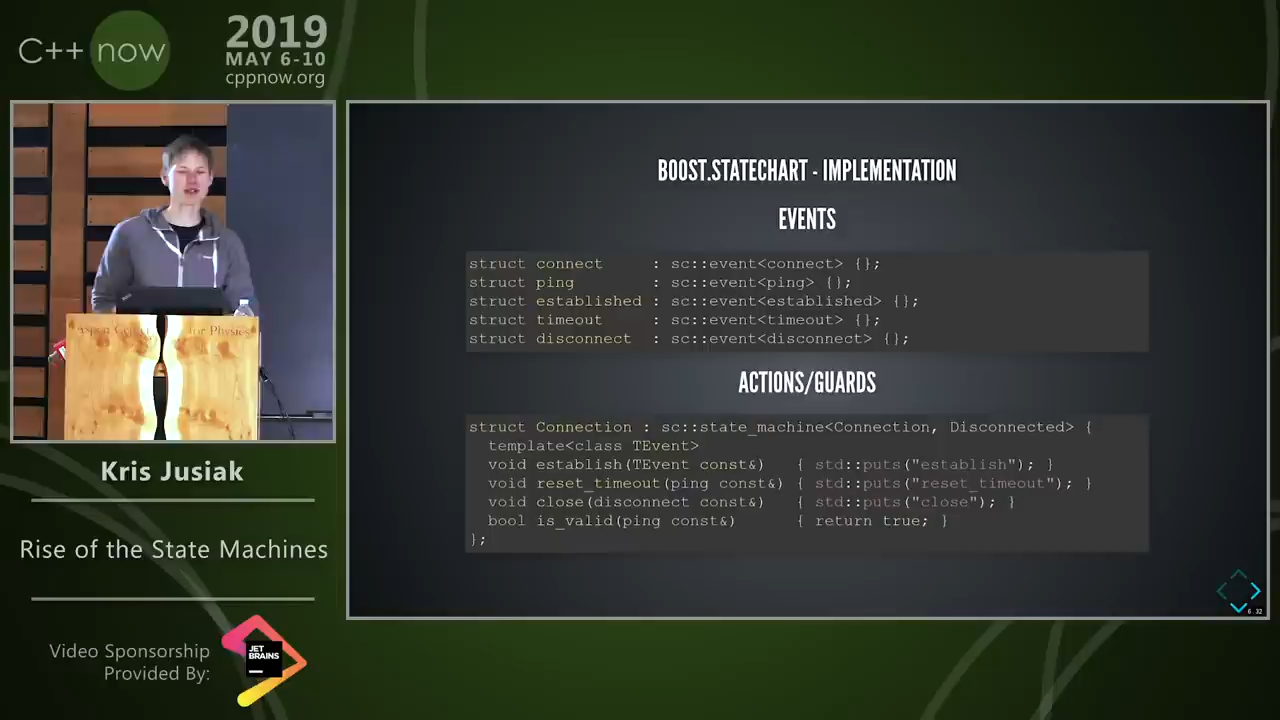 C++ now
2019
MAY 6-10
cppnow.org
BOOST.STATECHART - IMPLEMENTATION
EVENTS
struct connect : sc::event<connect> {};
struct ping : sc::event<ping> {};
struct established : sc::event<established> {};
struct timeout : sc::event<timeout> {};
struct disconnect : sc::event<disconnect> {};
ACTIONS/GUARDS
struct Connection : sc::state_machine<Connection, Disconnected> {
template<class TEvent>
void establish(TEvent const&) { std::puts("establish"); }
void reset_timeout(ping const&) { std::puts("reset_timeout"); }
void close(disconnect const&) { std::puts("close"); }
bool is_valid(ping const&) { return true; }
};
6.32
for Physics
Kris Jusiak
Rise of the State Machines
Video Sponsorship
Provided By:
JET
BRAINS